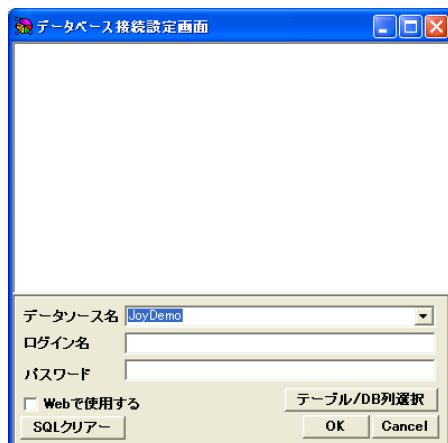 データベース接続設定画面
データソース名 JoyDemo
ログイン名
パスワード
Webで使用する
テーブル/DB列選択
SQLクリアー OK Cancel